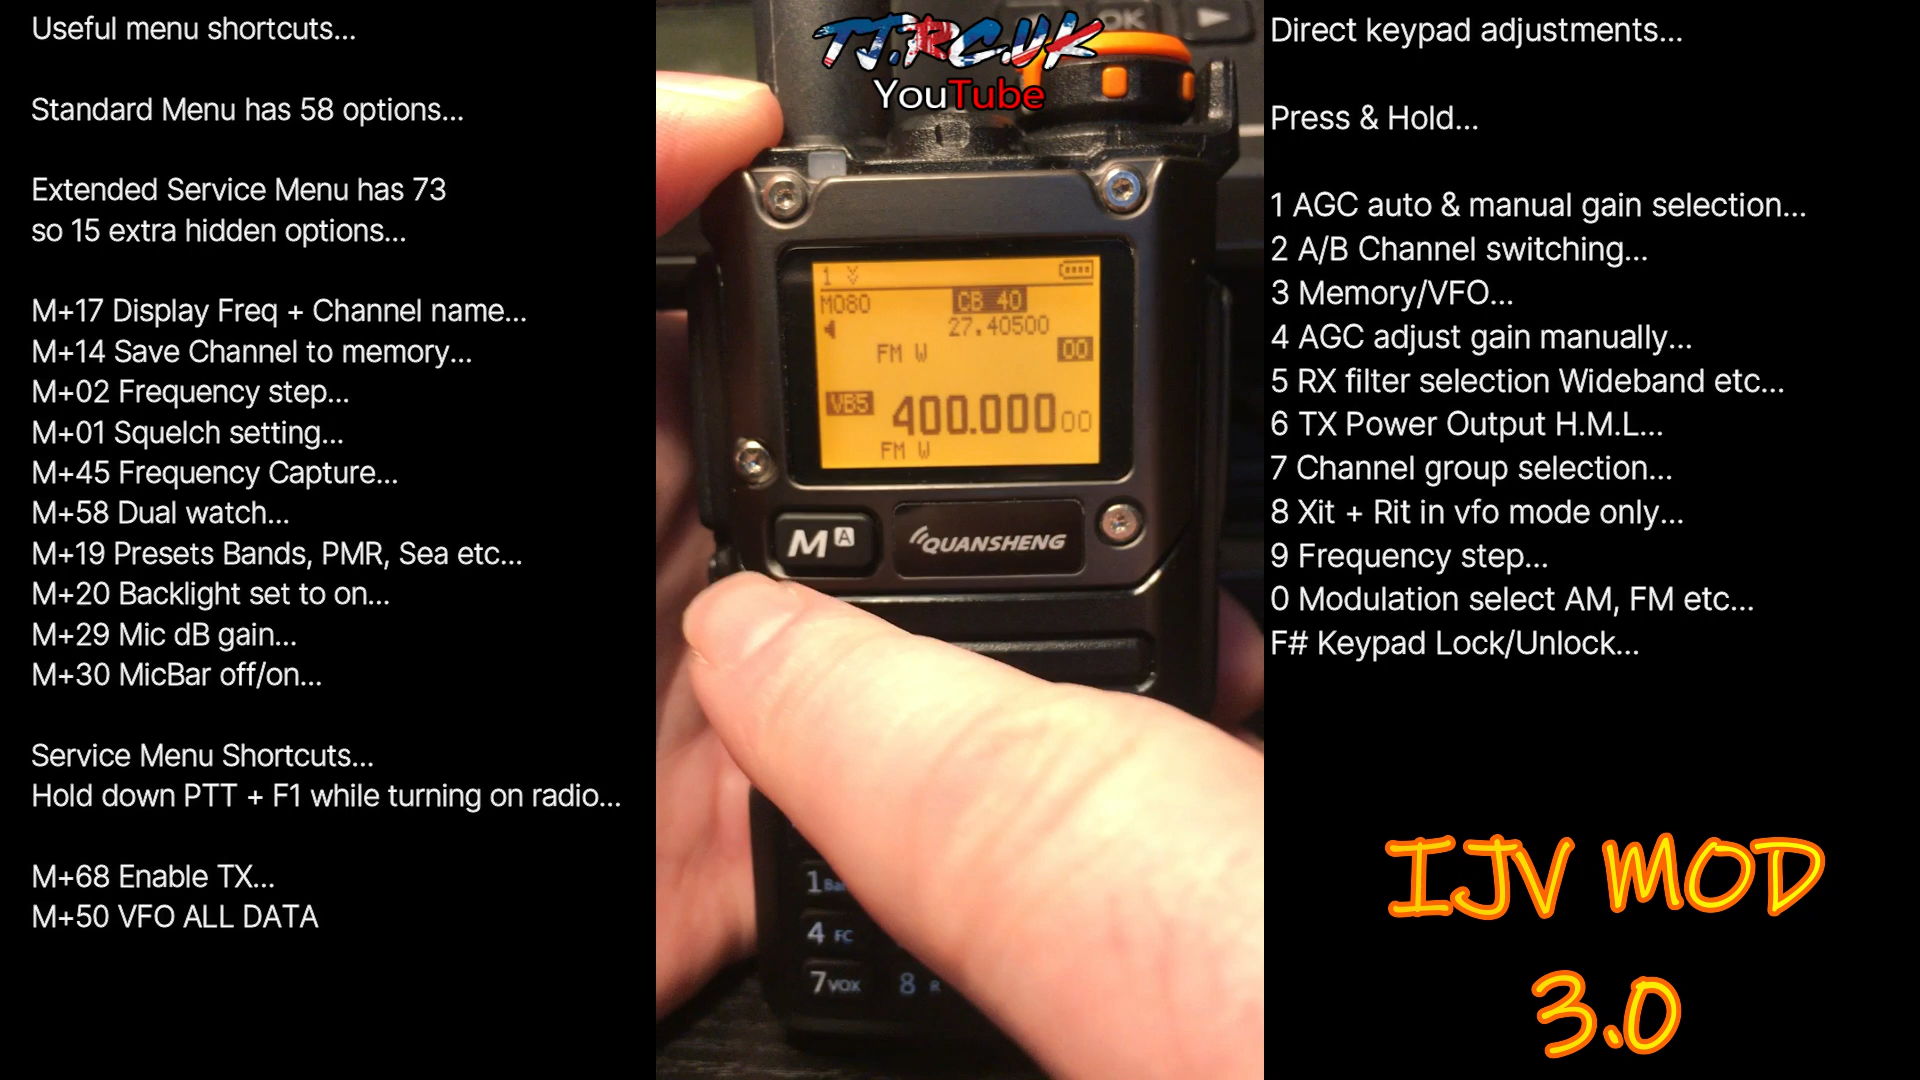 Useful menu shortcuts...
Standard Menu has 58 options...
Extended Service Menu has 73
so 15 extra hidden options...
M+17 Display Freq + Channel name...
M+14 Save Channel to memory...
M+02 Frequency step...
M+01 Squelch setting...
M+45 Frequency Capture...
M+58 Dual watch...
M+19 Presets Bands, PMR, Sea etc...
M+20 Backlight set to on...
M+29 Mic dB gain...
M+30 MicBar off/on...
Service Menu Shortcuts...
Hold down PTT + F1 while turning on radio...
M+68 Enable TX...
M+50 VFO ALL DATA
OK
TJ.RC.UK
YouTube
1
M080 CB 40
27.40500
FM W 00
VB5 400.00000
FM W
M A QUANSHENG
1
4 FC
7 VOX 8 R
Direct keypad adjustments...
Press & Hold...
1 AGC auto & manual gain selection...
2 A/B Channel switching...
3 Memory/VFO...
4 AGC adjust gain manually...
5 RX filter selection Wideband etc...
6 TX Power Output H.M.L...
7 Channel group selection...
8 Xit + Rit in vfo mode only...
9 Frequency step...
0 Modulation select AM, FM etc...
F# Keypad Lock/Unlock...
IJV MOD
3.0